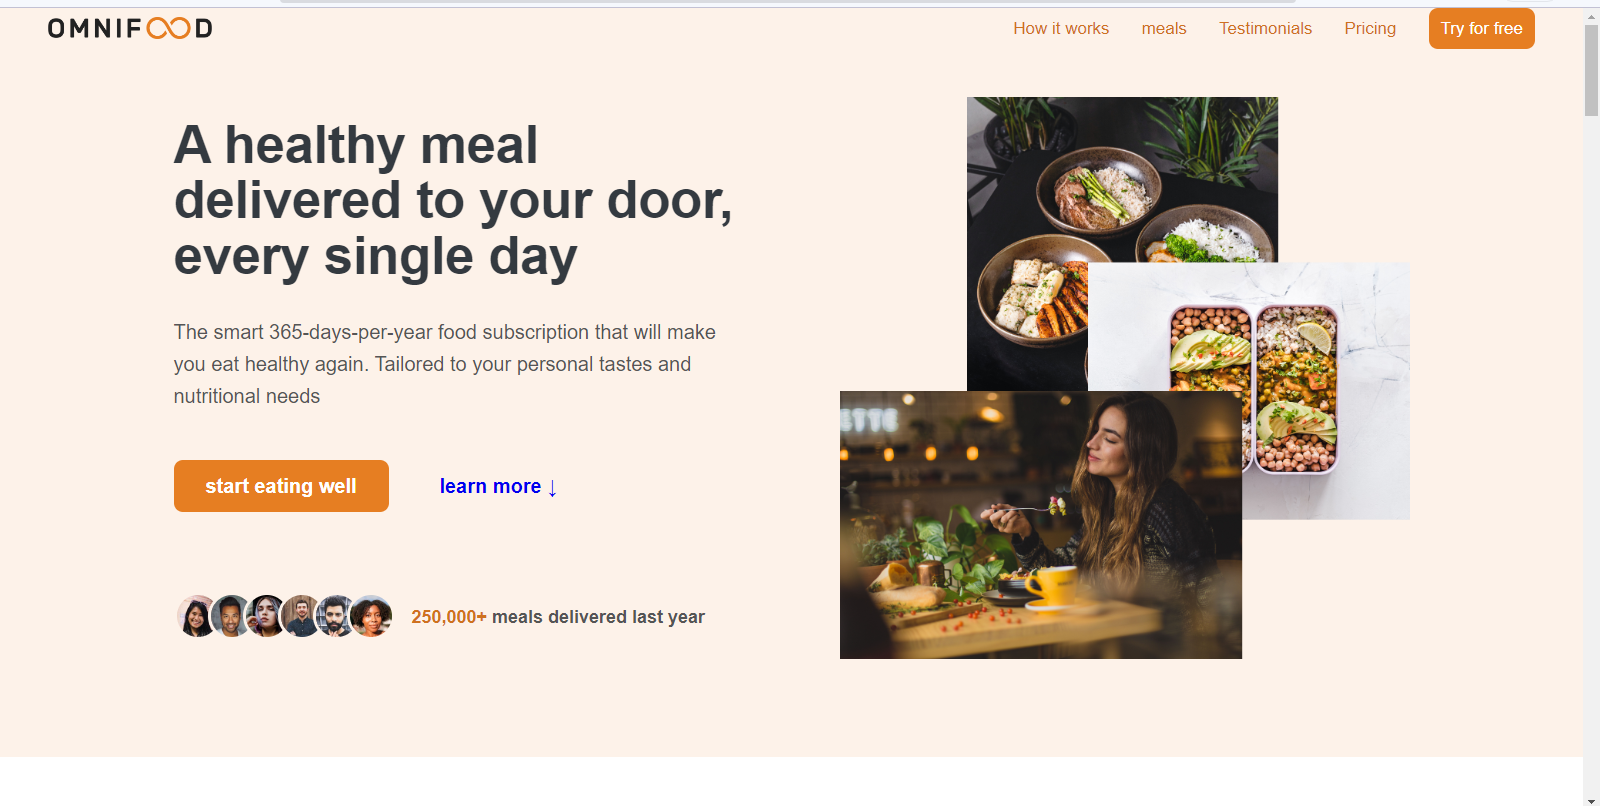 OMNIFOOD
How it works meals Testimonials Pricing Try for free
A healthy meal
delivered to your door,
every single day
The smart 365-days-per-year food subscription that will make
you eat healthy again. Tailored to your personal tastes and
nutritional needs
start eating well learn more ↓
ETTE
250,000+ meals delivered last year